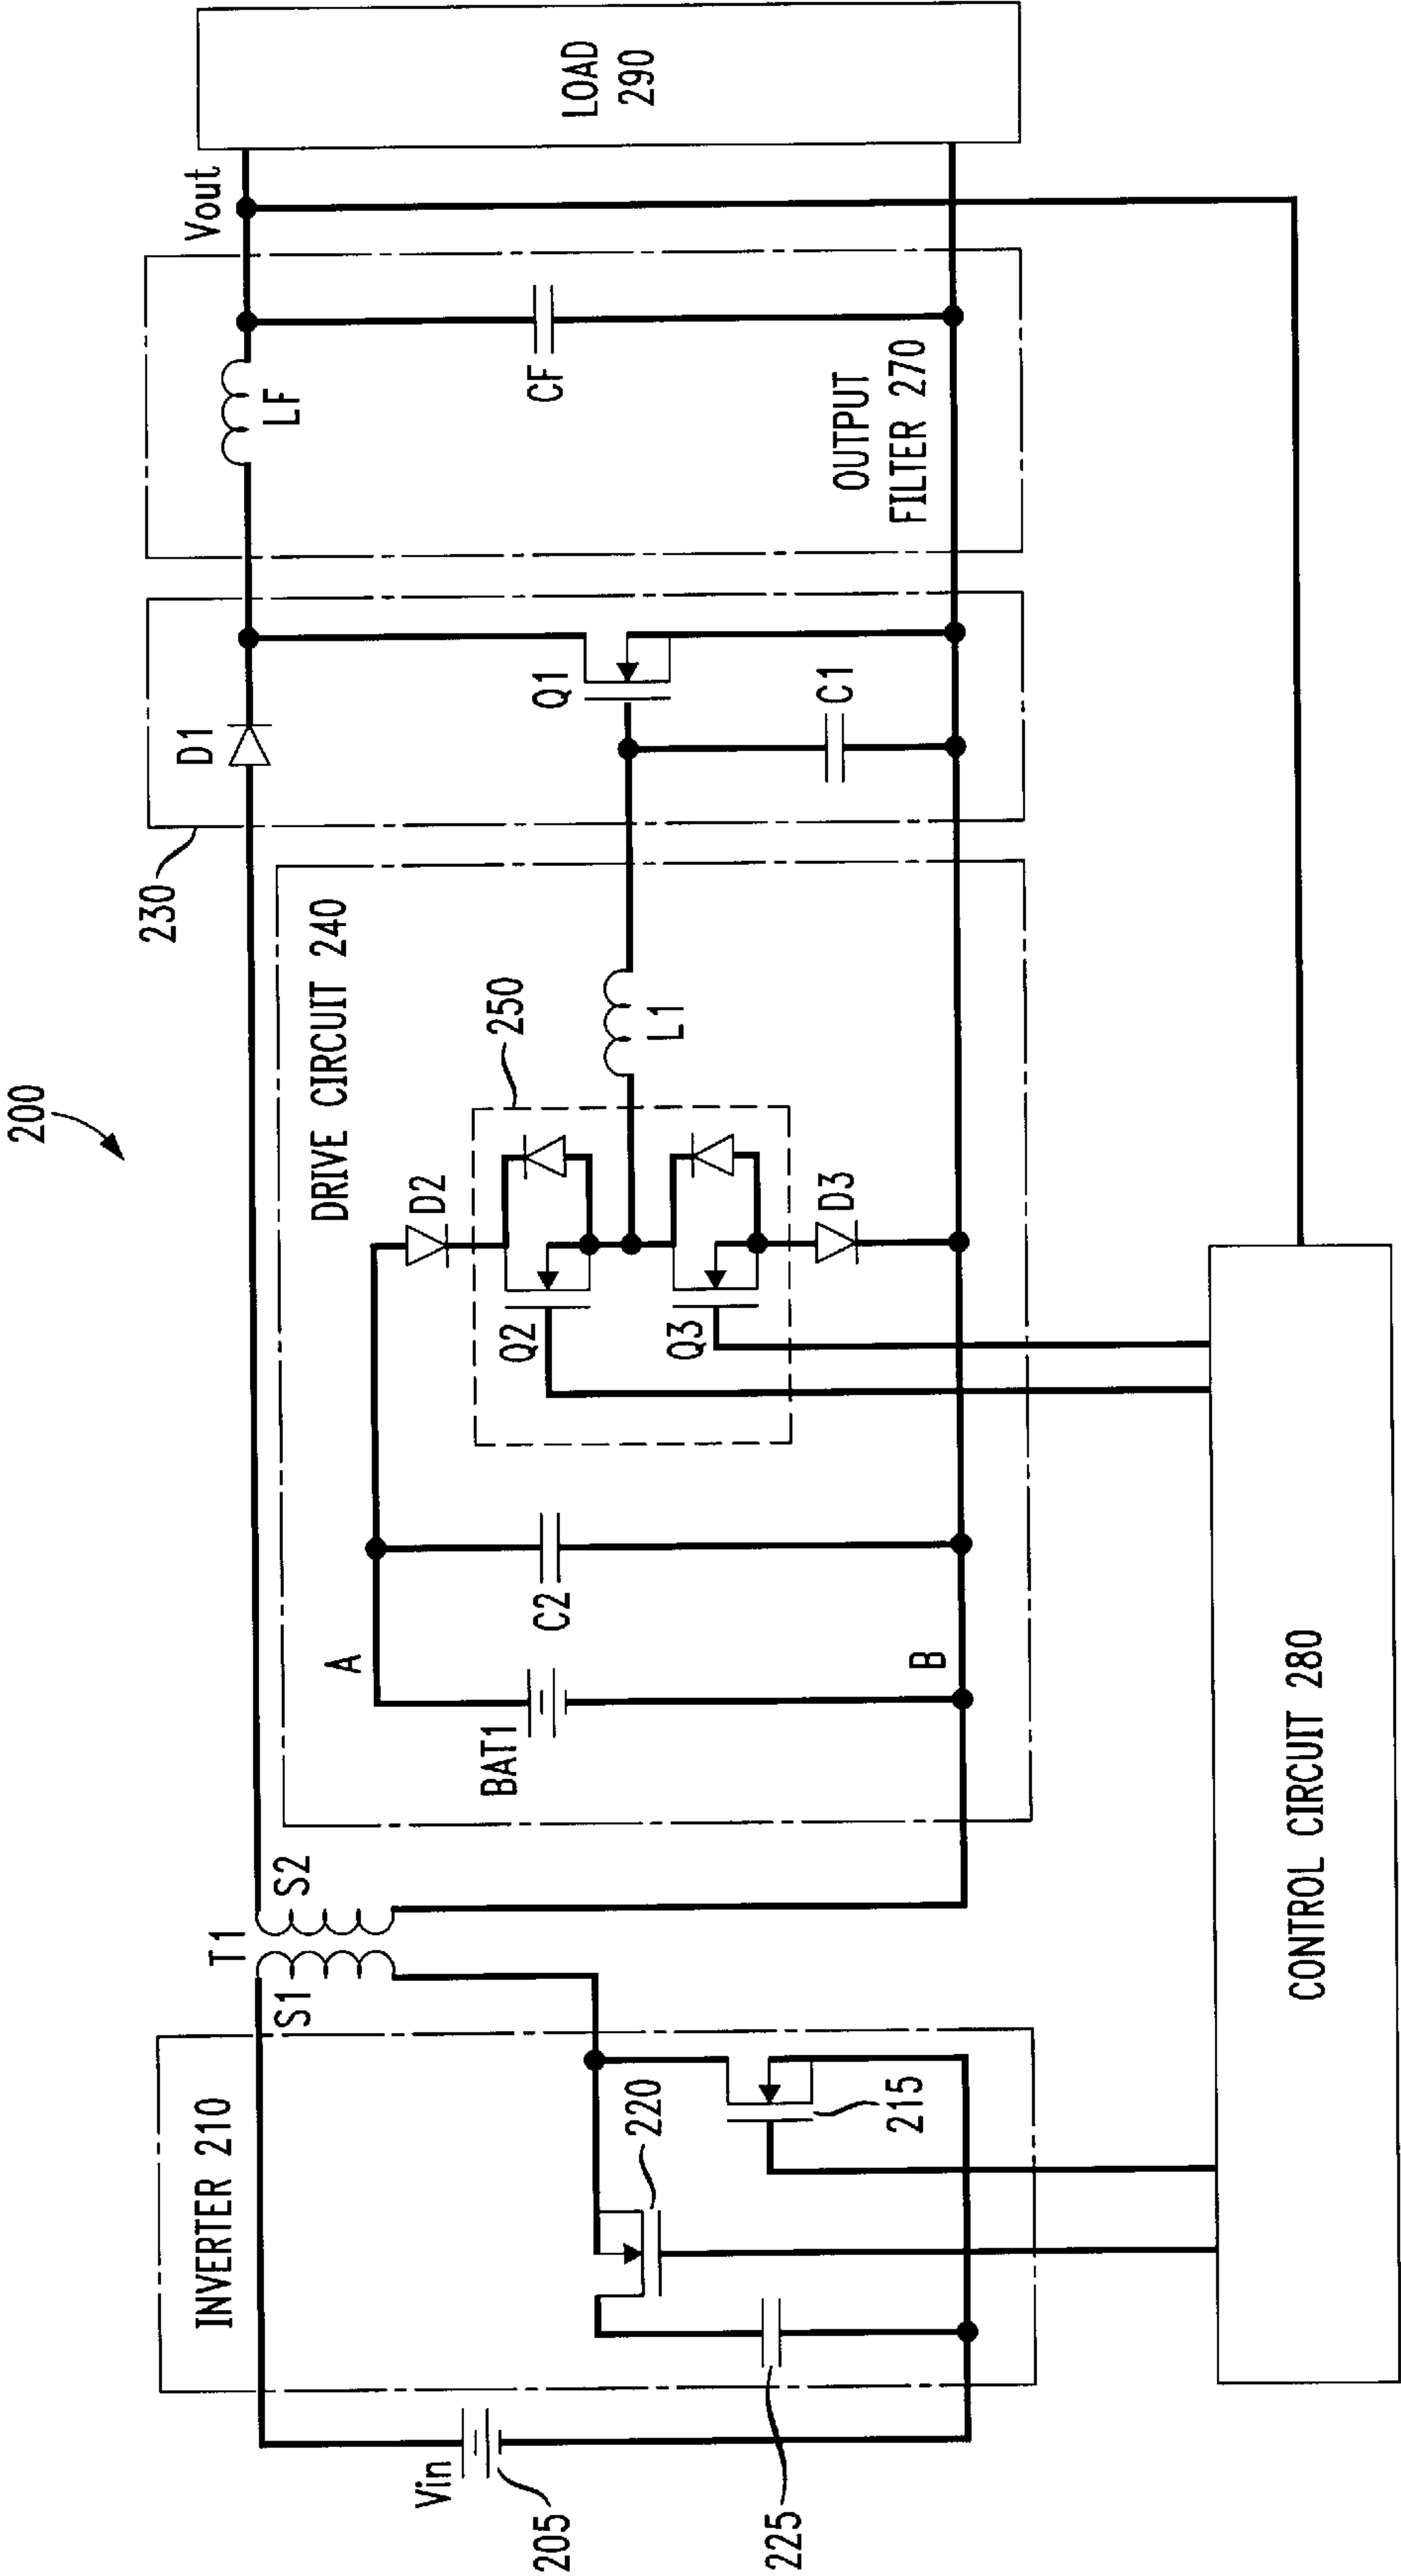 200
INVERTER 210
Vin
205
225
220
215
T1
S1
S2
DRIVE CIRCUIT 240
A
BAT1
B
C2
D2
250
Q2
Q3
D3
L1
230
D1
Q1
C1
LF
CF
OUTPUT
FILTER 270
Vout
LOAD
290
CONTROL CIRCUIT 280